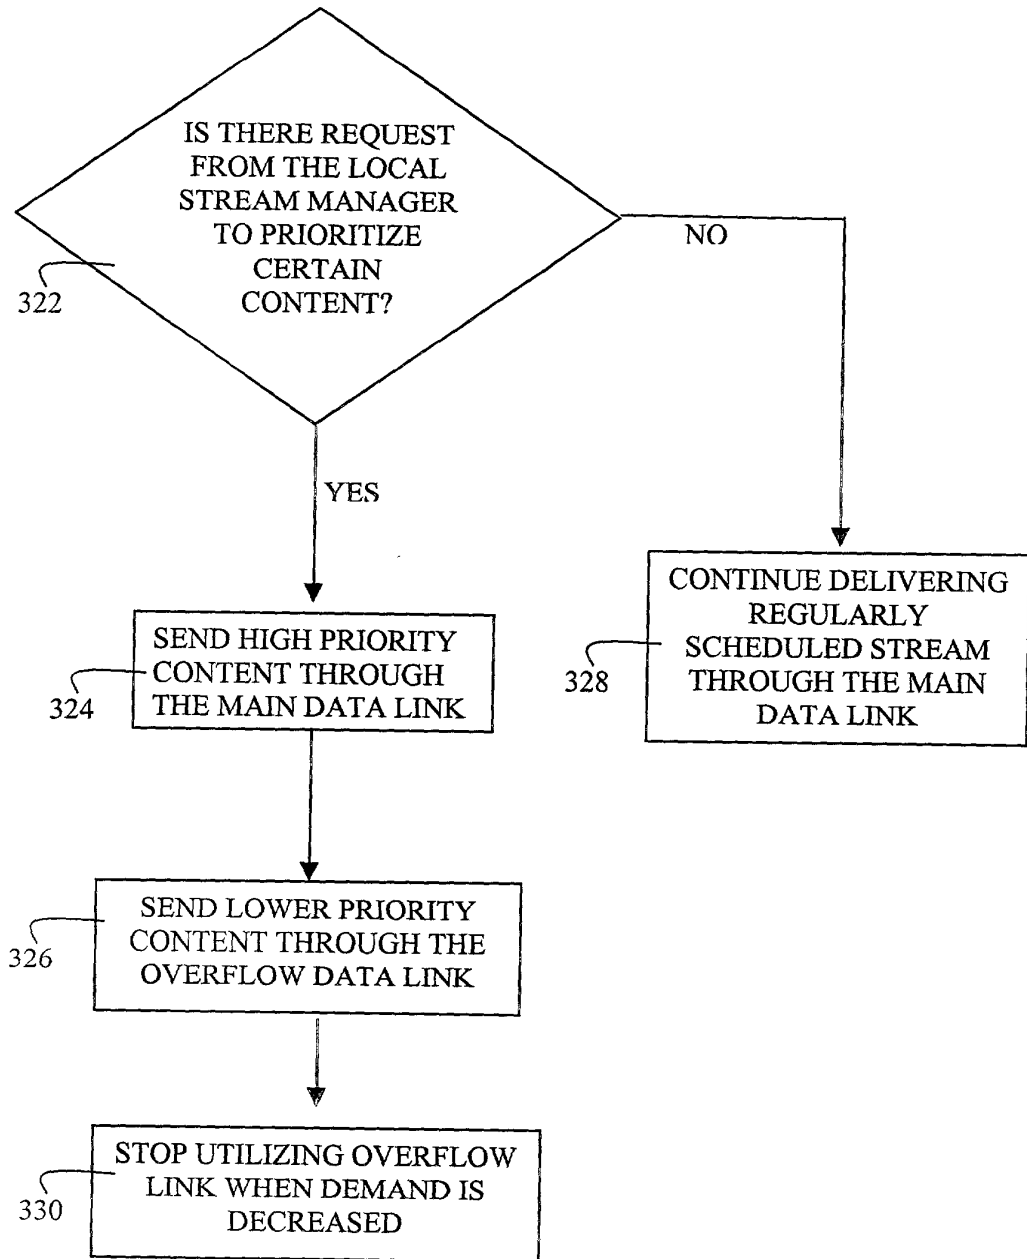 IS THERE REQUEST
FROM THE LOCAL
STREAM MANAGER
TO PRIORITIZE
CERTAIN
CONTENT?
322
NO
YES
SEND HIGH PRIORITY
CONTENT THROUGH
THE MAIN DATA LINK
324
CONTINUE DELIVERING
REGULARLY
SCHEDULED STREAM
THROUGH THE MAIN
DATA LINK
328
SEND LOWER PRIORITY
CONTENT THROUGH THE
OVERFLOW DATA LINK
326
STOP UTILIZING OVERFLOW
LINK WHEN DEMAND IS
DECREASED
330